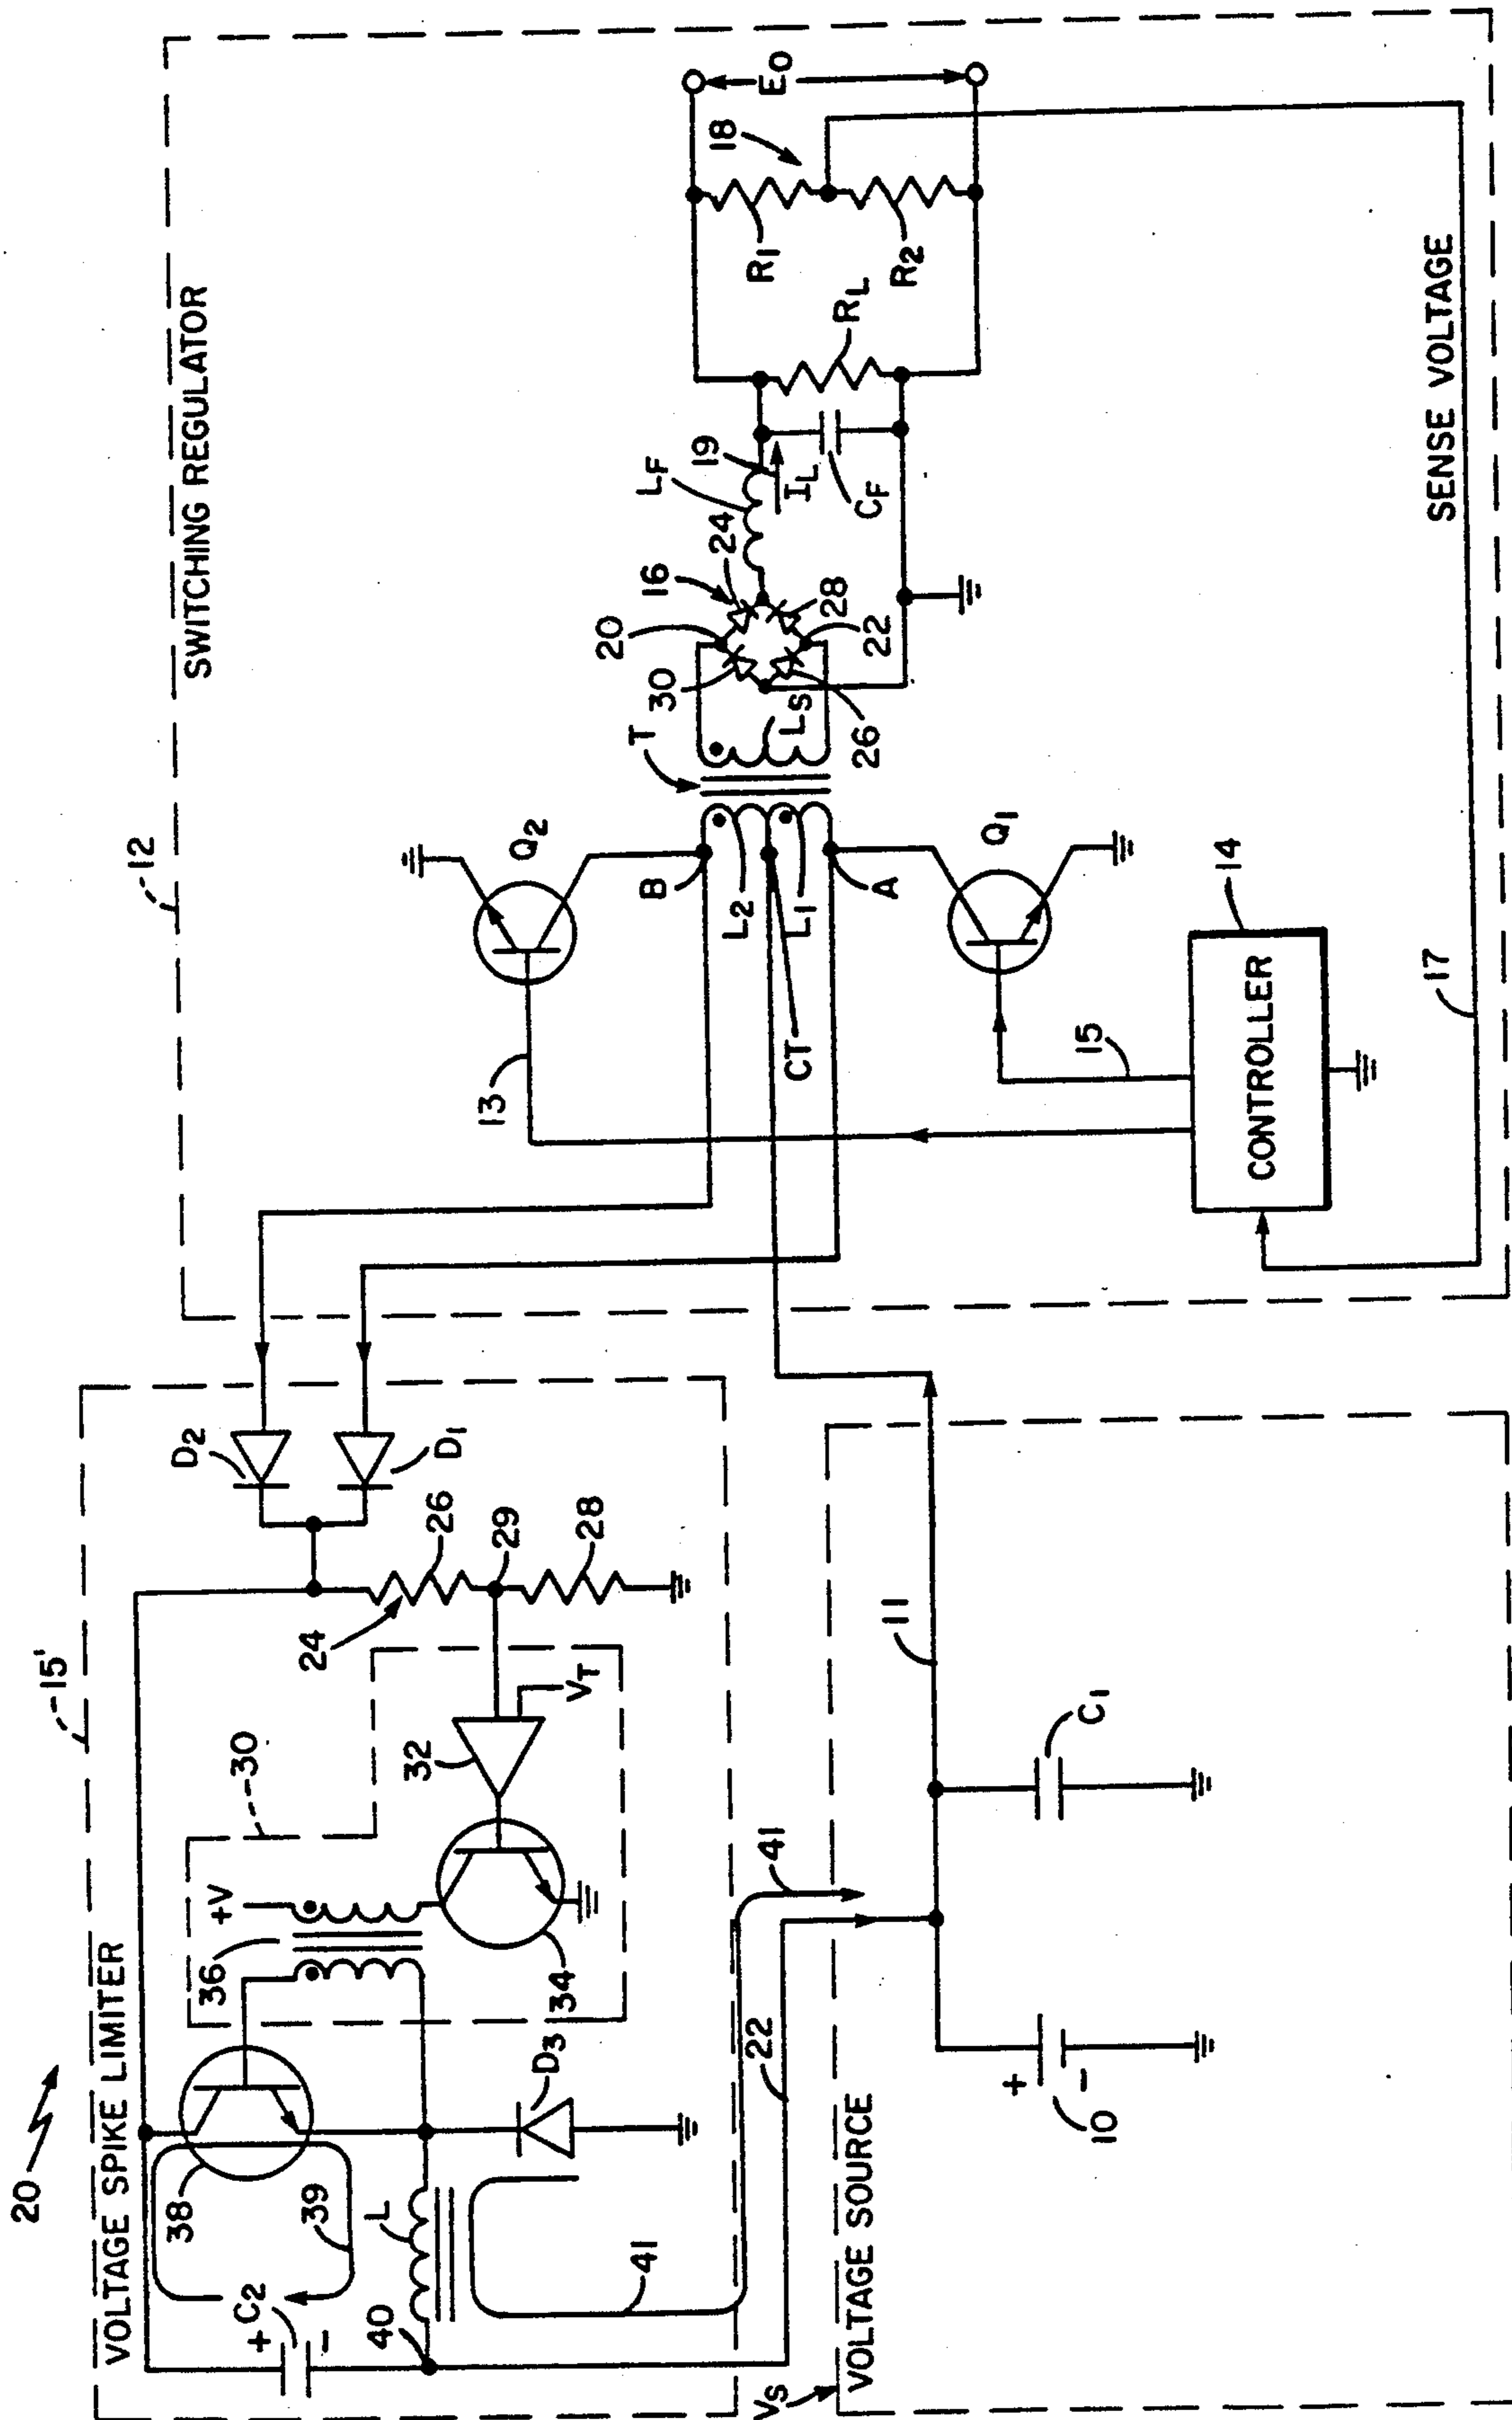 20
VOLTAGE SPIKE LIMITER
15'
38
39
C2
+
-
40
L
41
D3
36
+V
30
34
32
VT
24
26
29
28
D2
D1
22
41
VS
VOLTAGE SOURCE
+
-
10
C1
11
12
SWITCHING REGULATOR
13
Q2
B
L2
CT
L1
A
Q1
15
CONTROLLER
14
17
SENSE VOLTAGE
T
LS
30
20
16
24
26
22
28
LF
19
IL
CF
RL
R1
R2
18
EO